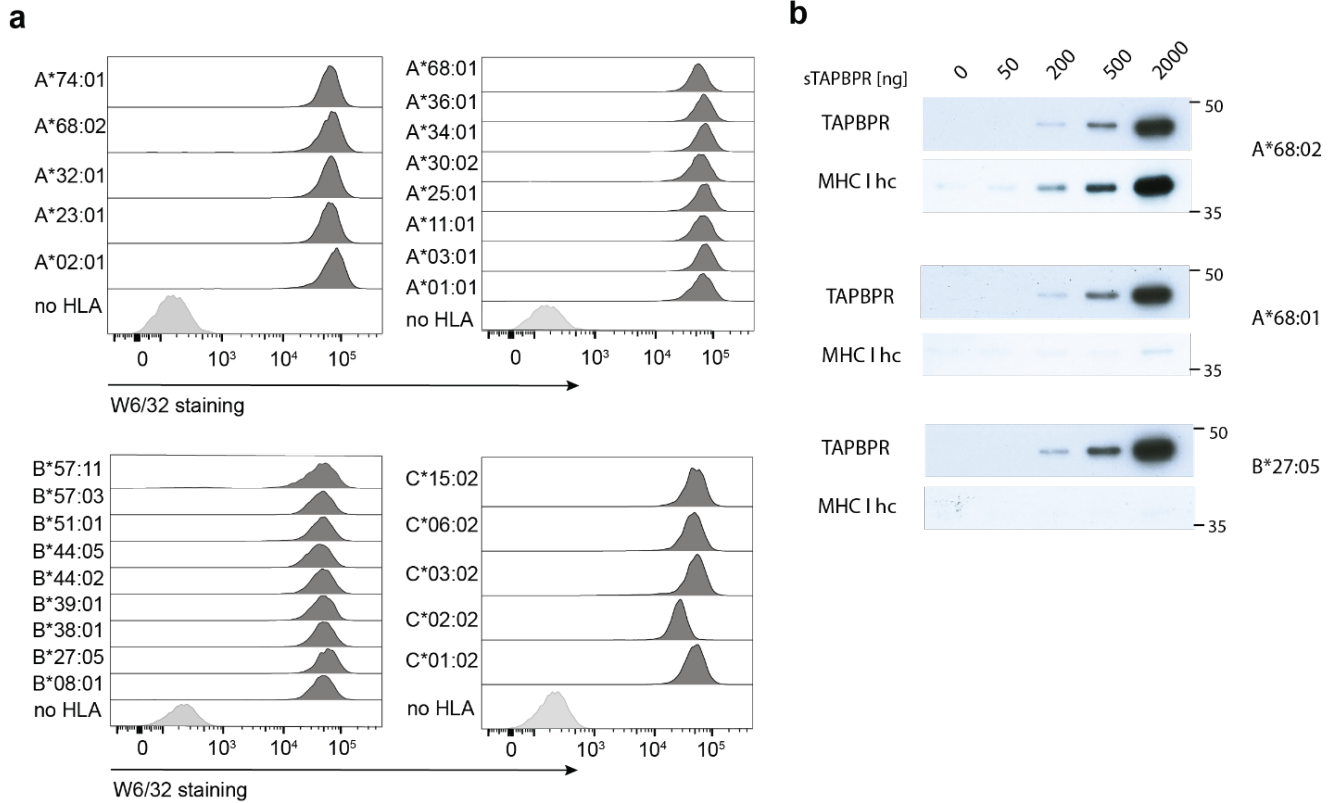 a
A*74:01
A*68:02
A*32:01
A*23:01
A*02:01
no HLA
0 10³ 10⁴ 10⁵
A*68:01
A*36:01
A*34:01
A*30:02
A*25:01
A*11:01
A*03:01
A*01:01
no HLA
0 10³ 10⁴ 10⁵
W6/32 staining
B*57:11
B*57:03
B*51:01
B*44:05
B*44:02
B*39:01
B*38:01
B*27:05
B*08:01
no HLA
0 10³ 10⁴ 10⁵
C*15:02
C*06:02
C*03:02
C*02:02
C*01:02
no HLA
0 10³ 10⁴ 10⁵
W6/32 staining
b
sTAPBPR [ng] 0 50 200 500 2000
TAPBPR 50
A*68:02
MHC I hc 35
TAPBPR 50
A*68:01
MHC I hc 35
TAPBPR 50
B*27:05
MHC I hc 35